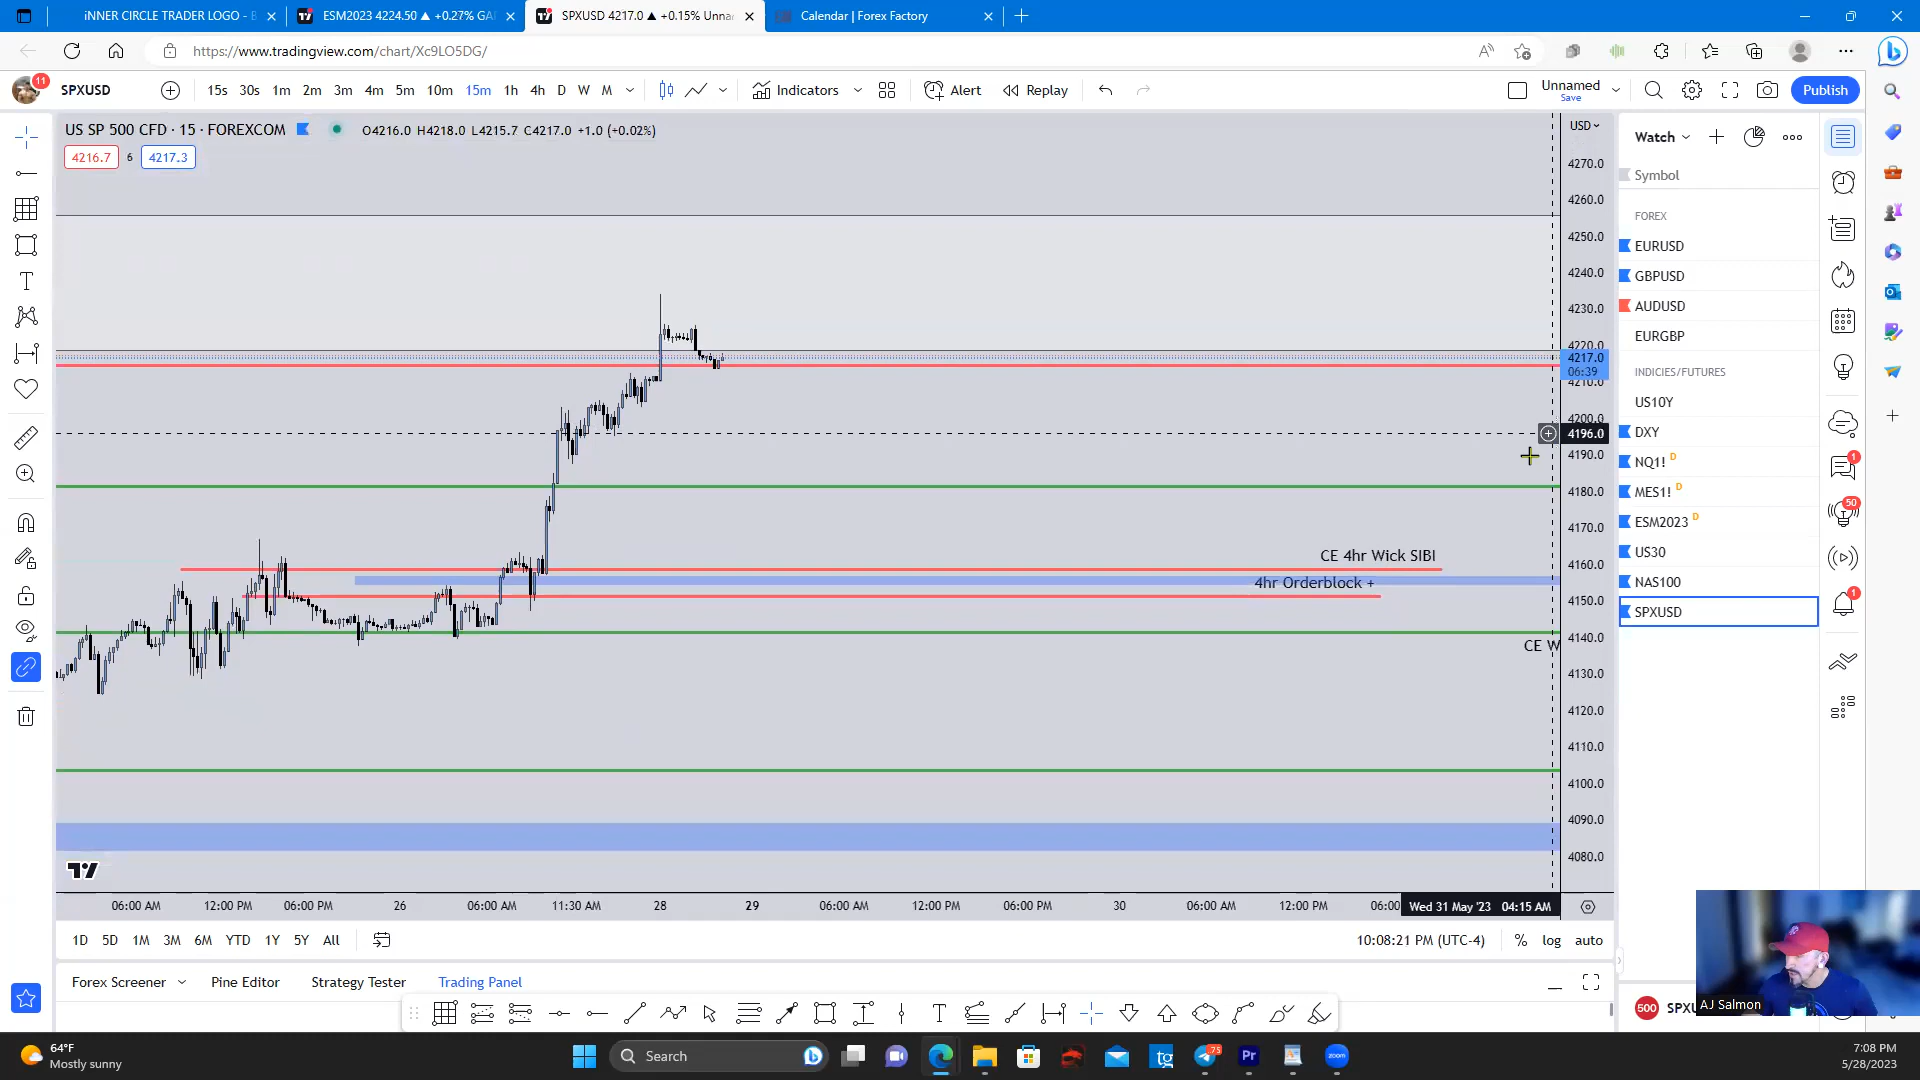 iNNER CIRCLE TRADER LOGO - B
ESM2023 4224.50 ▲ +0.27%
SPXUSD 4217.0 ▲ +0.15% Unna
Calendar | Forex Factory
https://www.tradingview.com/chart/Xc9LO5DG/
11
SPXUSD
15s 30s 1m 2m 3m 4m 5m 10m 15m 1h 4h D W M
Indicators
Alert
Replay
Unnamed
Save
Publish
US SP 500 CFD · 15 · FOREXCOM
O4216.0 H4218.0 L4215.7 C4217.0 +1.0 (+0.02%)
4216.7 6 4217.3
USD
4270.0
4260.0
4250.0
4240.0
4230.0
4220.0
4217.0
06:39
4210.0
4200.0
4196.0
4190.0
4180.0
4170.0
4160.0
4150.0
4140.0
4130.0
4120.0
4110.0
4100.0
4090.0
4080.0
CE 4hr Wick SIBI
4hr Orderblock +
CE W
06:00 AM 12:00 PM 06:00 PM 26 06:00 AM 11:30 AM 28 29 06:00 AM 12:00 PM 06:00 PM 30 06:00 AM 12:00 PM 06:00 Wed 31 May '23 04:15 AM
1D 5D 1M 3M 6M YTD 1Y 5Y All
10:08:21 PM (UTC-4) % log auto
Forex Screener Pine Editor Strategy Tester Trading Panel
Watch
Symbol
FOREX
EURUSD
GBPUSD
AUDUSD
EURGBP
INDICIES/FUTURES
US10Y
DXY
NQ1! D
MES1! D
ESM2023 D
US30
NAS100
SPXUSD
1
50
1
500 SPXU
AJ Salmon
64°F
Mostly sunny
Search
75
7:08 PM
5/28/2023